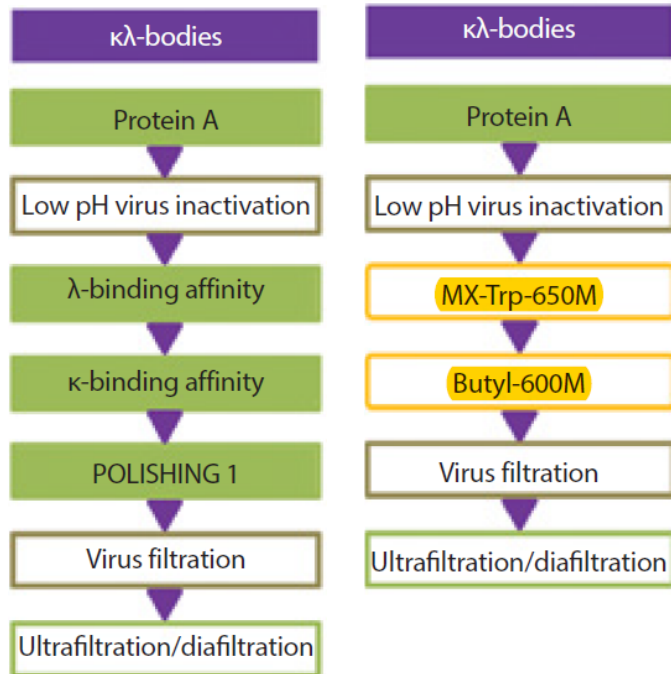 κλ-bodies
Protein A
Low pH virus inactivation
λ-binding affinity
κ-binding affinity
POLISHING 1
Virus filtration
Ultrafiltration/diafiltration
κλ-bodies
Protein A
Low pH virus inactivation
MX-Trp-650M
Butyl-600M
Virus filtration
Ultrafiltration/diafiltration